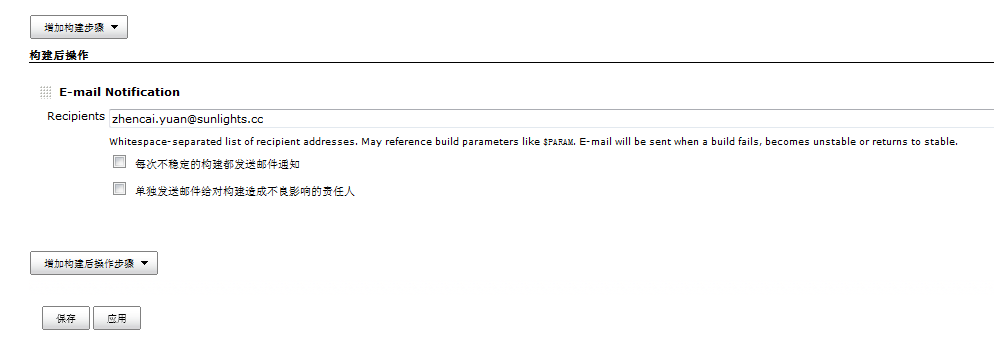 增加构建步骤
构建后操作
E-mail Notification
Recipients zhencai.yuan@sunlights.cc
Whitespace-separated list of recipient addresses. May reference build parameters like $PARAM. E-mail will be sent when a build fails, becomes unstable or returns to stable.
每次不稳定的构建都发送邮件通知
单独发送邮件给对构建造成不良影响的责任人
增加构建后操作步骤
保存 应用